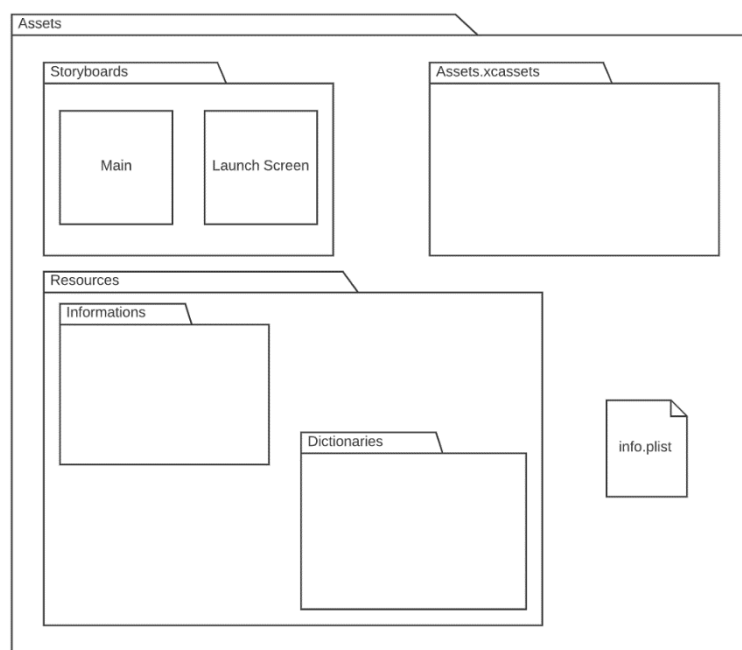 Assets
Storyboards
Assets.xcassets
Main
Launch Screen
Resources
Informations
Dictionaries
info.plist